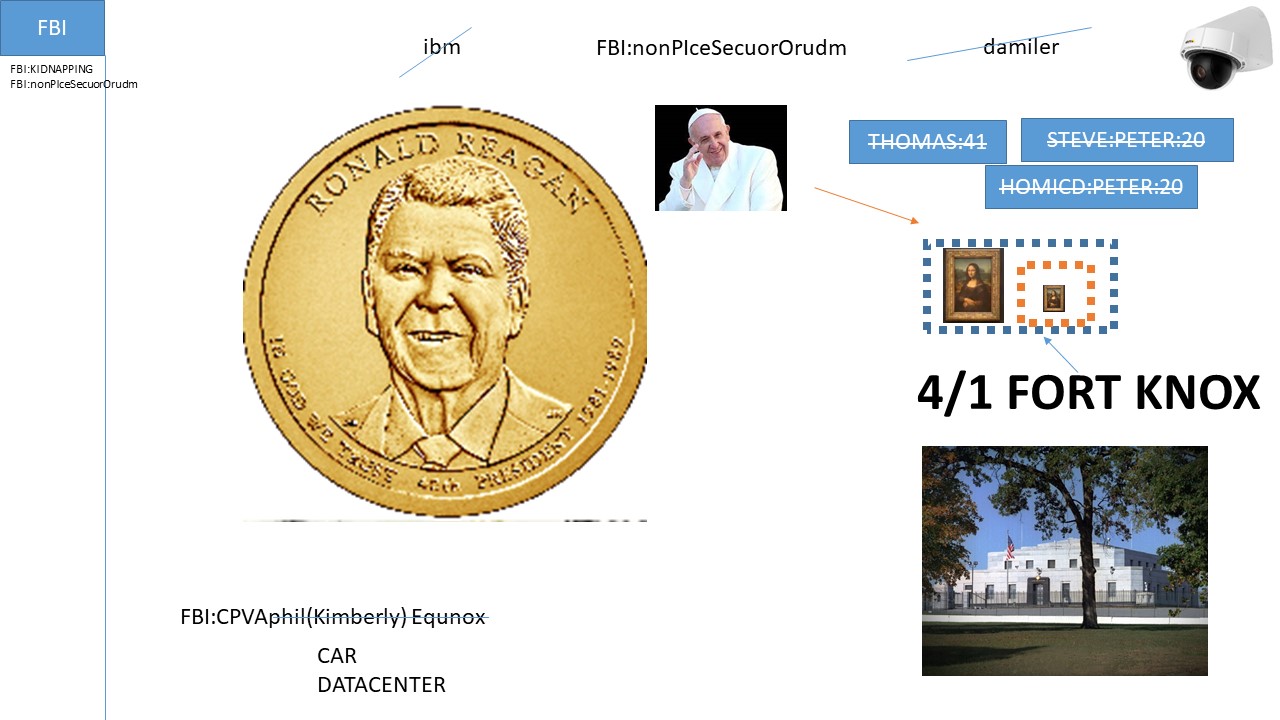 FBI
FBI:KIDNAPPING
FBI:nonPIceSecuorOrudm
ibm
FBI:nonPIceSecuorOrudm
damiler
THOMAS:41
STEVE:PETER:20
HOMICD:PETER:20
RONALD REAGAN
IN GOD WE TRUST
40th PRESIDENT 1981-1989
4/1 FORT KNOX
FBI:CPVAphil(Kimberly) Equnox
CAR
DATACENTER